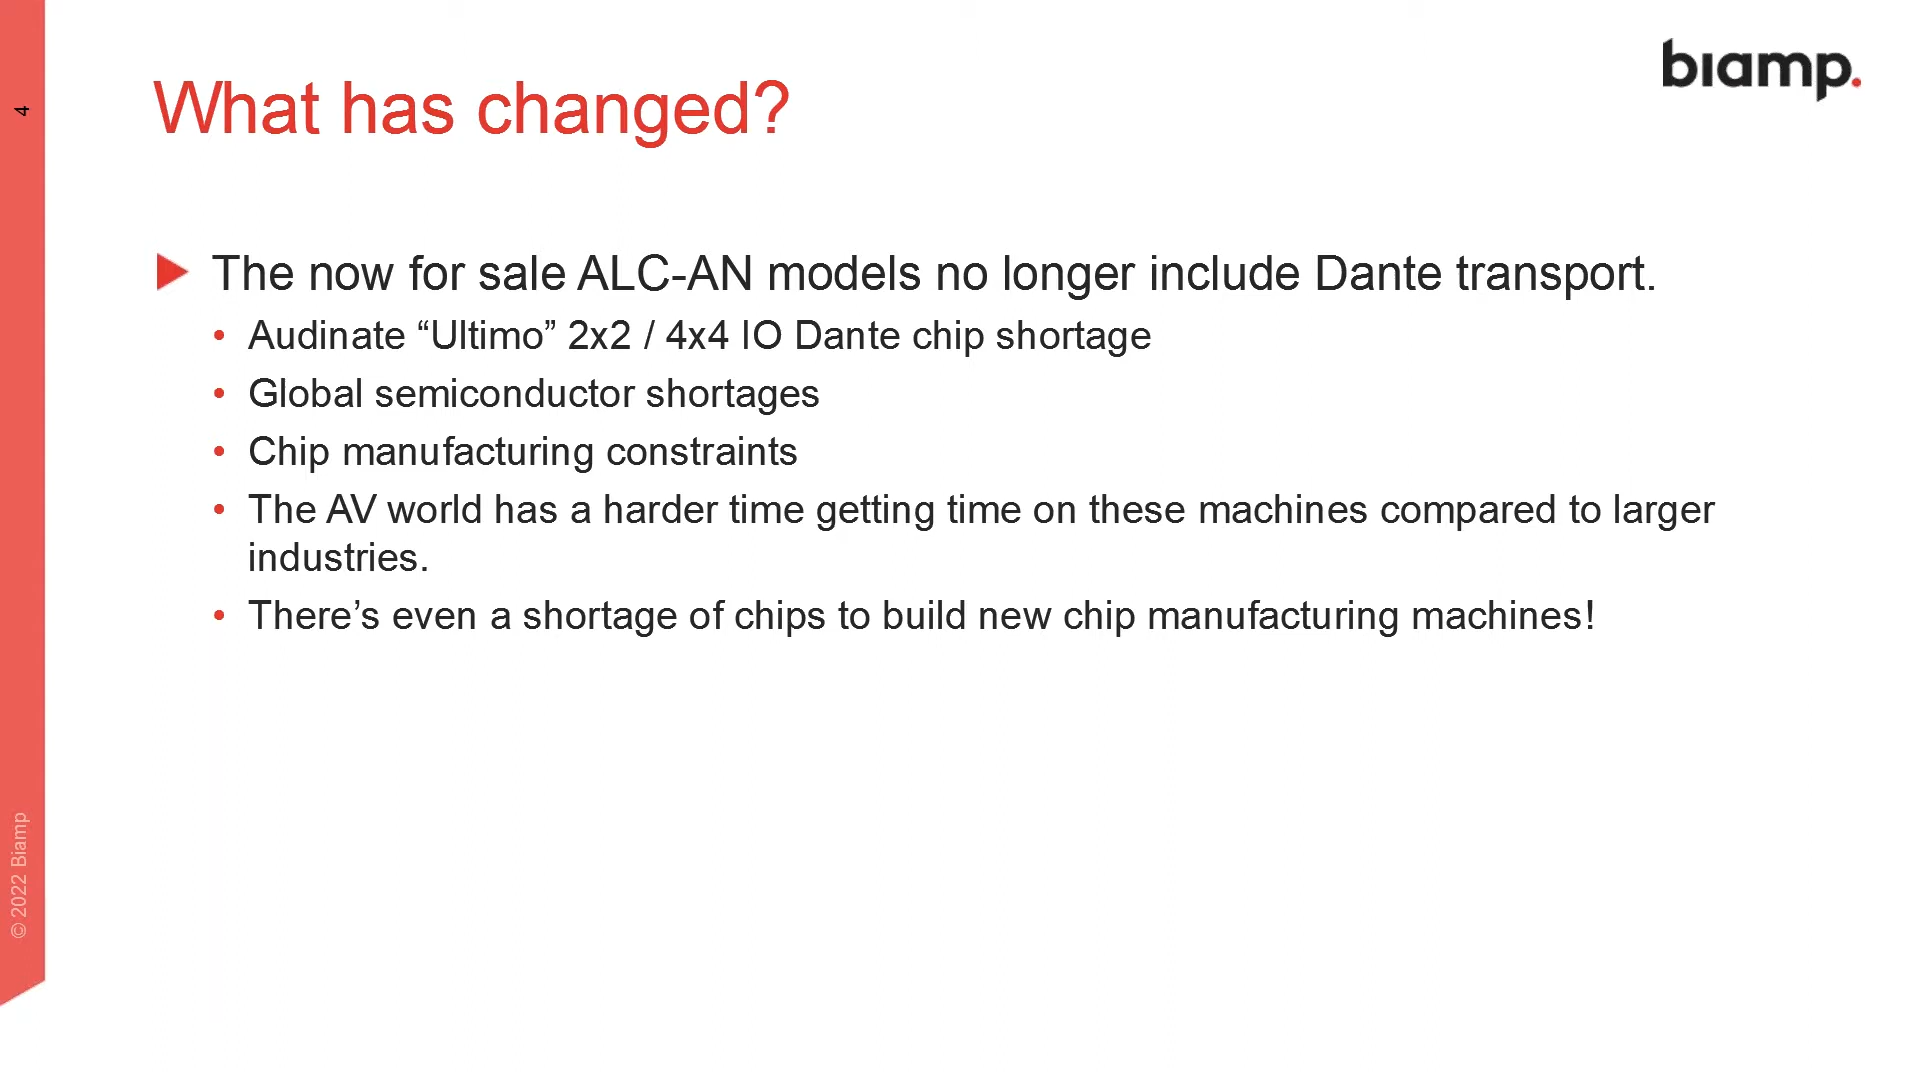 biamp.
4
What has changed?
The now for sale ALC-AN models no longer include Dante transport.
• Audinate “Ultimo” 2x2 / 4x4 IO Dante chip shortage
• Global semiconductor shortages
• Chip manufacturing constraints
• The AV world has a harder time getting time on these machines compared to larger
industries.
• There’s even a shortage of chips to build new chip manufacturing machines!
© 2022 Biamp